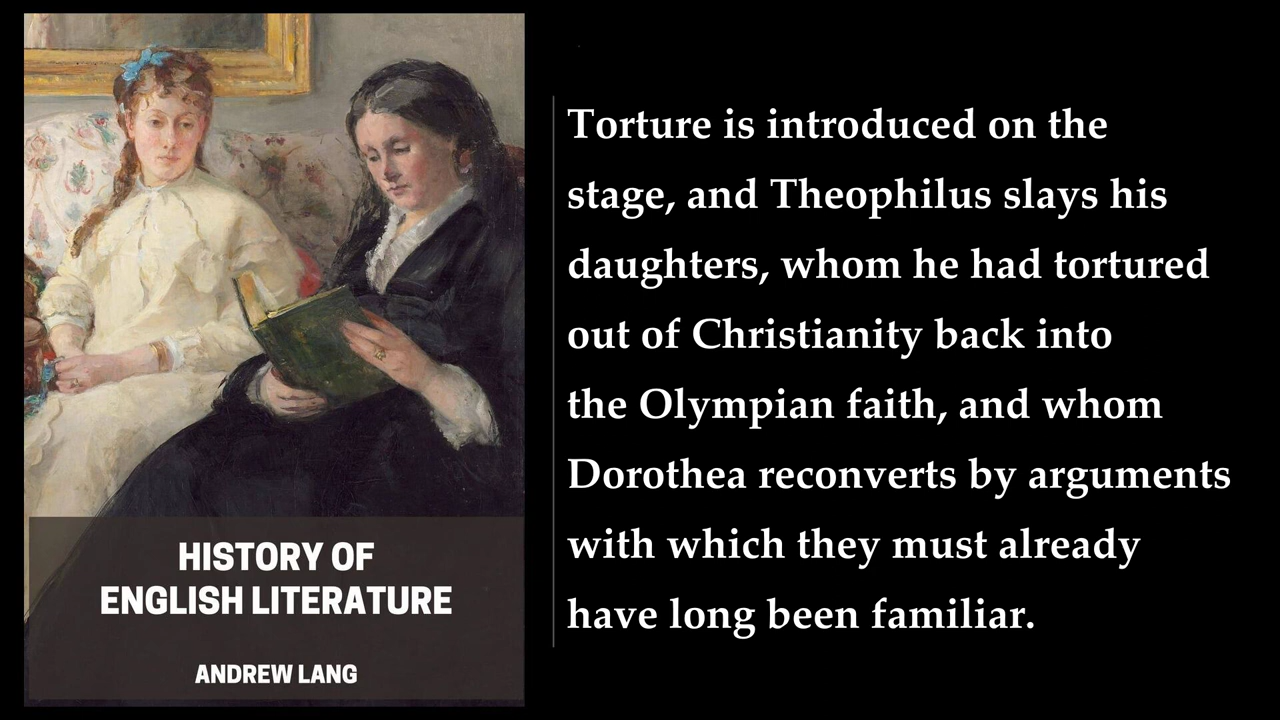 HISTORY OF
ENGLISH LITERATURE
ANDREW LANG
Torture is introduced on the
stage, and Theophilus slays his
daughters, whom he had tortured
out of Christianity back into
the Olympian faith, and whom
Dorothea reconverts by arguments
with which they must already
have long been familiar.